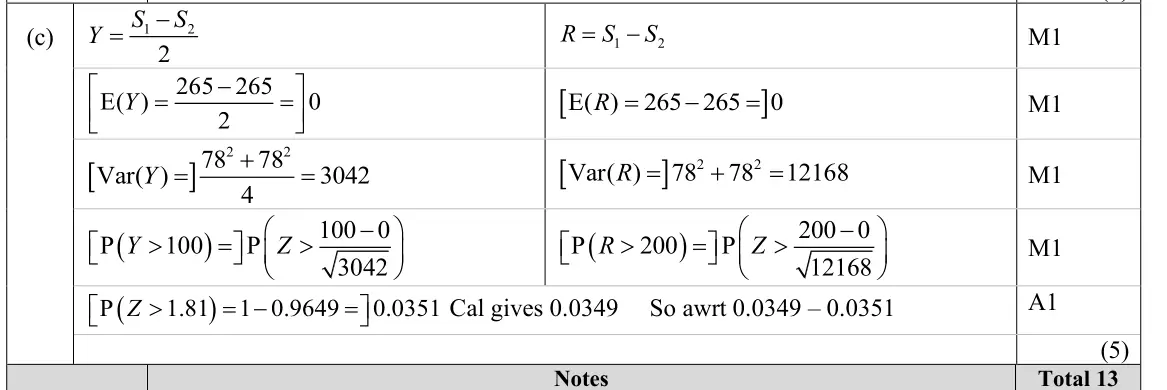 (c) Y = (S₁ − S₂)/2 R = S₁ − S₂ M1
[E(Y) = (265 − 265)/2 =] 0 [E(R) = 265 − 265 =] 0 M1
[Var(Y) =] (78² + 78²)/4 = 3042 [Var(R) =] 78² + 78² = 12168 M1
[P(Y > 100) =] P(Z > (100 − 0)/√3042) [P(R > 200) =] P(Z > (200 − 0)/√12168) M1
[P(Z > 1.81) = 1 − 0.9649 =] 0.0351 Cal gives 0.0349 So awrt 0.0349 – 0.0351 A1
(5)
Notes Total 13